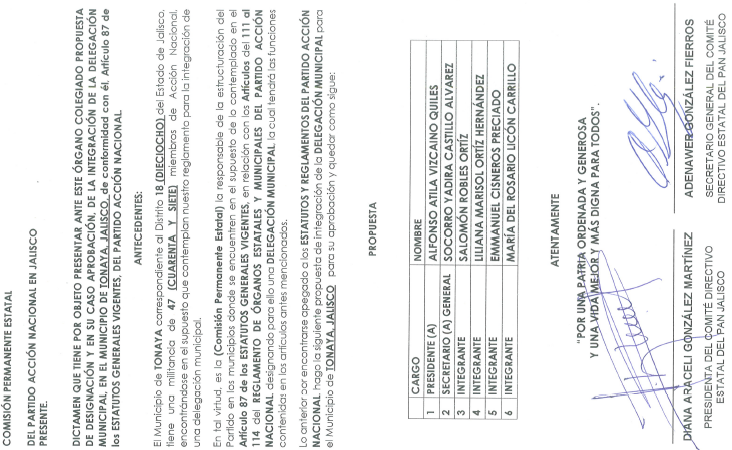 COMISIÓN PERMANENTE ESTATAL
DEL PARTIDO ACCIÓN NACIONAL EN JALISCO
PRESENTE.
DICTAMEN QUE TIENE POR OBJETO PRESENTAR ANTE ESTE ÓRGANO COLEGIADO PROPUESTA
DE DESIGNACIÓN Y EN SU CASO APROBACIÓN, DE LA INTEGRACIÓN DE LA DELEGACIÓN
MUNICIPAL, EN EL MUNICIPIO DE TONAYA, JALISCO, de conformidad con él. Artículo 87 de
los ESTATUTOS GENERALES VIGENTES, DEL PARTIDO ACCIÓN NACIONAL.
ANTECEDENTES:
El Municipio de TONAYA correspondiente al Distrito 18 (DIECIOCHO) del Estado de Jalisco,
tiene una militancia de 47 (CUARENTA Y SIETE) miembros de Acción Nacional,
encontrándose en el supuesto que contemplan nuestro reglamento para la integración de
una delegación municipal.
En tal virtud, es la (Comisión Permanente Estatal) la responsable de la estructuración del
Partido en los municipios donde se encuentren en el supuesto de lo contemplado en el
Artículo 87 de los ESTATUTOS GENERALES VIGENTES, en relación con los Artículos del 111 al
114 del REGLAMENTO DE ÓRGANOS ESTATALES Y MUNICIPALES DEL PARTIDO ACCIÓN
NACIONAL, designando para ello una DELEGACIÓN MUNICIPAL, la cual tendrá las funciones
contenidas en los artículos antes mencionados.
Lo anterior por encontrarse apegado a los ESTATUTOS Y REGLAMENTOS DEL PARTIDO ACCIÓN
NACIONAL, hago la siguiente propuesta de integración de la DELEGACIÓN MUNICIPAL para
el Municipio de TONAYA, JALISCO para su aprobación y quedar como sigue:
PROPUESTA
CARGO NOMBRE
1 PRESIDENTE (A) ALFONSO ATILA VIZCAINO QUILES
2 SECRETARIO (A) GENERAL SOCORRO YADIRA CASTILLO ALVAREZ
3 INTEGRANTE SALOMÓN ROBLES ORTÍZ
4 INTEGRANTE LILIANA MARISOL ORTÍZ HERNÁNDEZ
5 INTEGRANTE EMMANUEL CISNEROS PRECIADO
6 INTEGRANTE MARÍA DEL ROSARIO LICÓN CARRILLO
ATENTAMENTE
"POR UNA PATRIA ORDENADA Y GENEROSA
Y UNA VIDA MEJOR Y MÁS DIGNA PARA TODOS".
DIANA ARACELI GONZÁLEZ MARTÍNEZ
PRESIDENTA DEL COMITÉ DIRECTIVO
ESTATAL DEL PAN JALISCO
ADENAWER GONZÁLEZ FIERROS
SECRETARIO GENERAL DEL COMITÉ
DIRECTIVO ESTATAL DEL PAN JALISCO